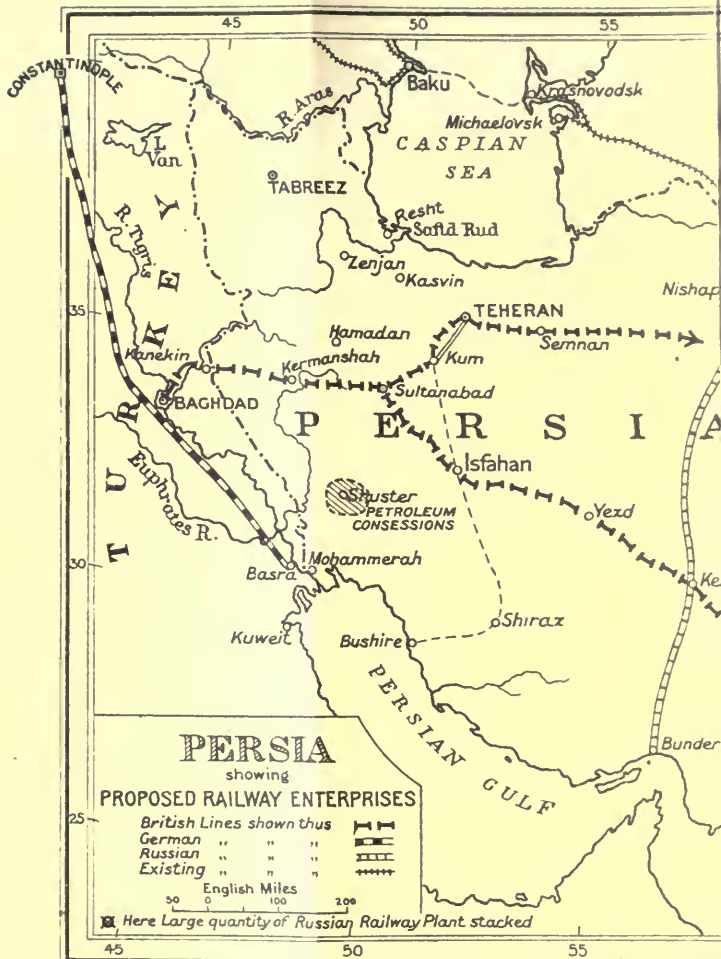 45
50
55
CONSTANTINOPLE
R. Aras
Baku
Krasnovodsk
Michaelovsk
CASPIAN
SEA
L
Van
TABREEZ
Resht
Safid Rud
R. Tigris
Zenjan
Kasvin
Nishap
35
TEHERAN
Hamadan
Semnan
Kanekin
Kermanshah
Kum
Sultanabad
BAGHDAD
TURKEY
PERSIA
Isfahan
Shuster
PETROLEUM
CONSESSIONS
Yezd
Euphrates R.
30
Basra
Mohammerah
Ke
Kuweit
Bushire
Shiraz
PERSIAN GULF
Bunder
PERSIA
showing
PROPOSED RAILWAY ENTERPRISES
25
British Lines shown thus
German " " "
Russian " " "
Existing " "
English Miles
50 0 100 200
Here Large quantity of Russian Railway Plant stacked
45
50
55